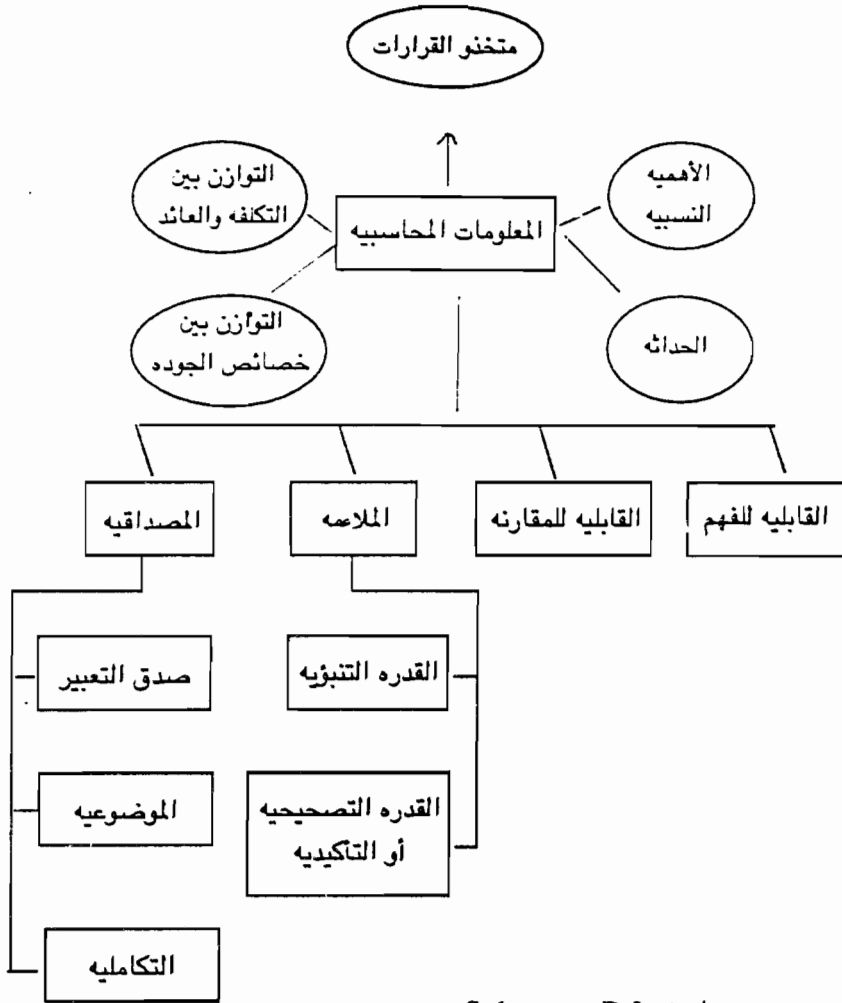 متخذو القرارات
الأهميه
النسبيه
التوازن بين
التكلفه والعائد
المعلومات المحاسبيه
الحداثه
التوازن بين
خصائص الجوده
القابليه للفهم
القابليه للمقارنه
الملاءمه
المصداقيه
القدره التنبؤيه
صدق التعبير
القدره التصحيحيه
أو التأكيديه
الموضوعيه
التكامليه